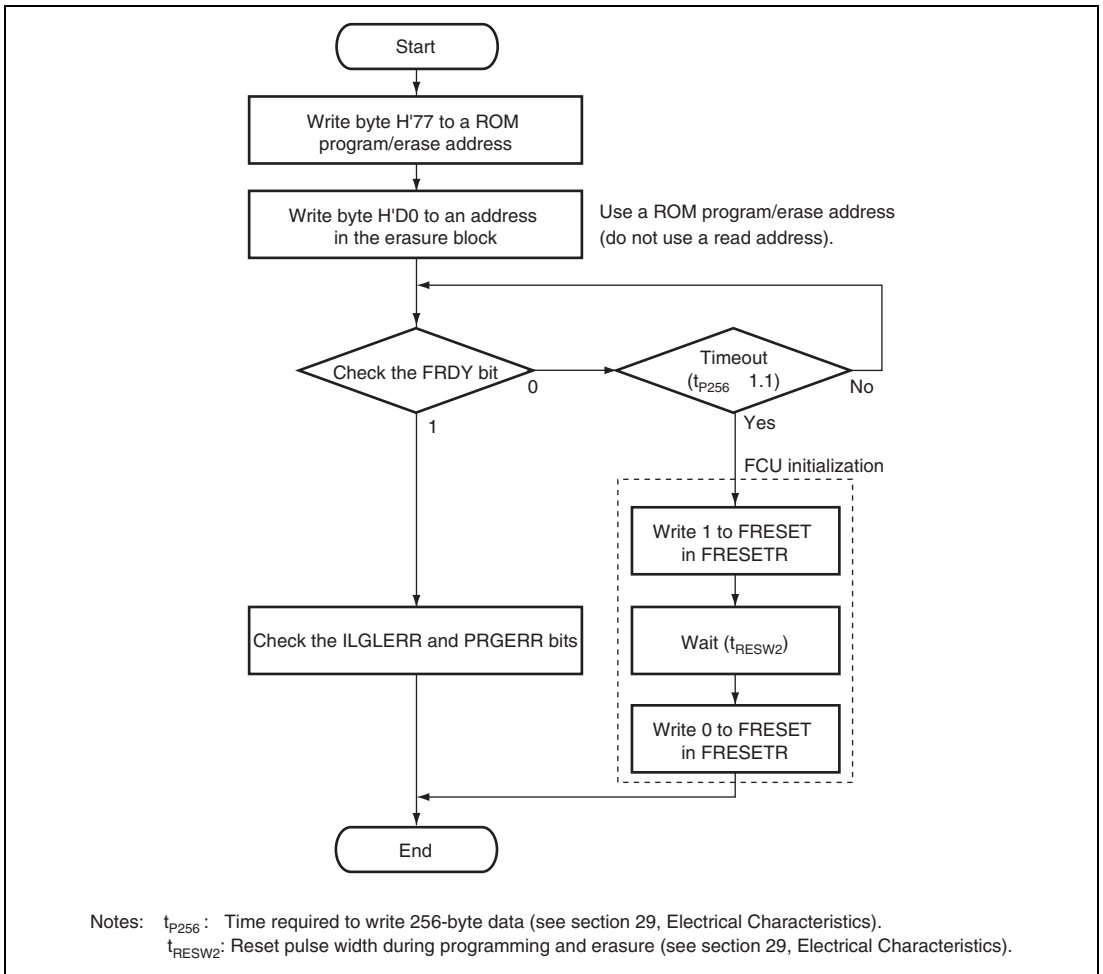 Start
Write byte H'77 to a ROM
program/erase address
Write byte H'D0 to an address
in the erasure block
Use a ROM program/erase address
(do not use a read address).
Check the FRDY bit
0
1
Timeout
(tP256 1.1)
No
Yes
FCU initialization
Write 1 to FRESET
in FRESETR
Check the ILGLERR and PRGERR bits
Wait (tRESW2)
Write 0 to FRESET
in FRESETR
End
Notes: tP256 : Time required to write 256-byte data (see section 29, Electrical Characteristics).
tRESW2: Reset pulse width during programming and erasure (see section 29, Electrical Characteristics).